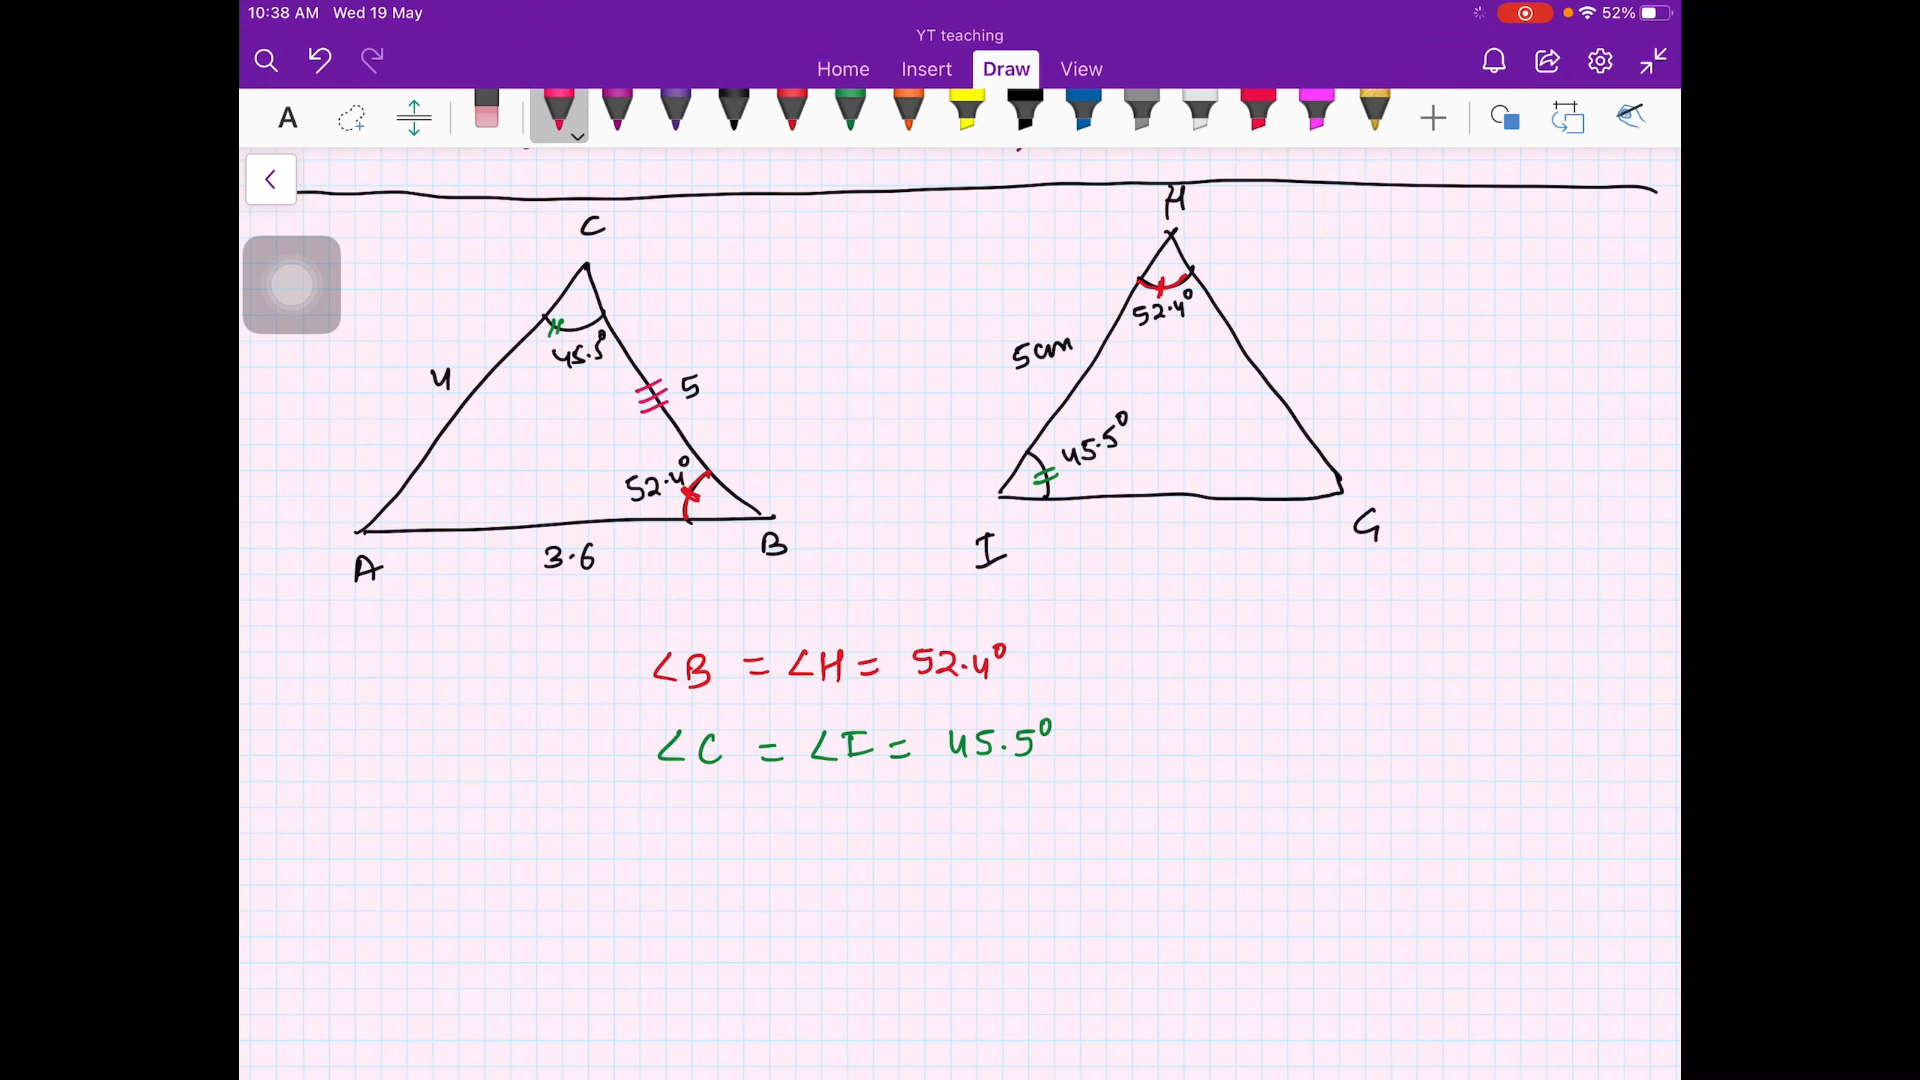 10:38 AM Wed 19 May
52%
YT teaching
Home Insert Draw View
A
C
H
45.5°
52.4°
4
5
5cm
45.5°
52.4°
A
3.6
B
I
G
∠B = ∠H = 52.4°
∠C = ∠I = 45.5°